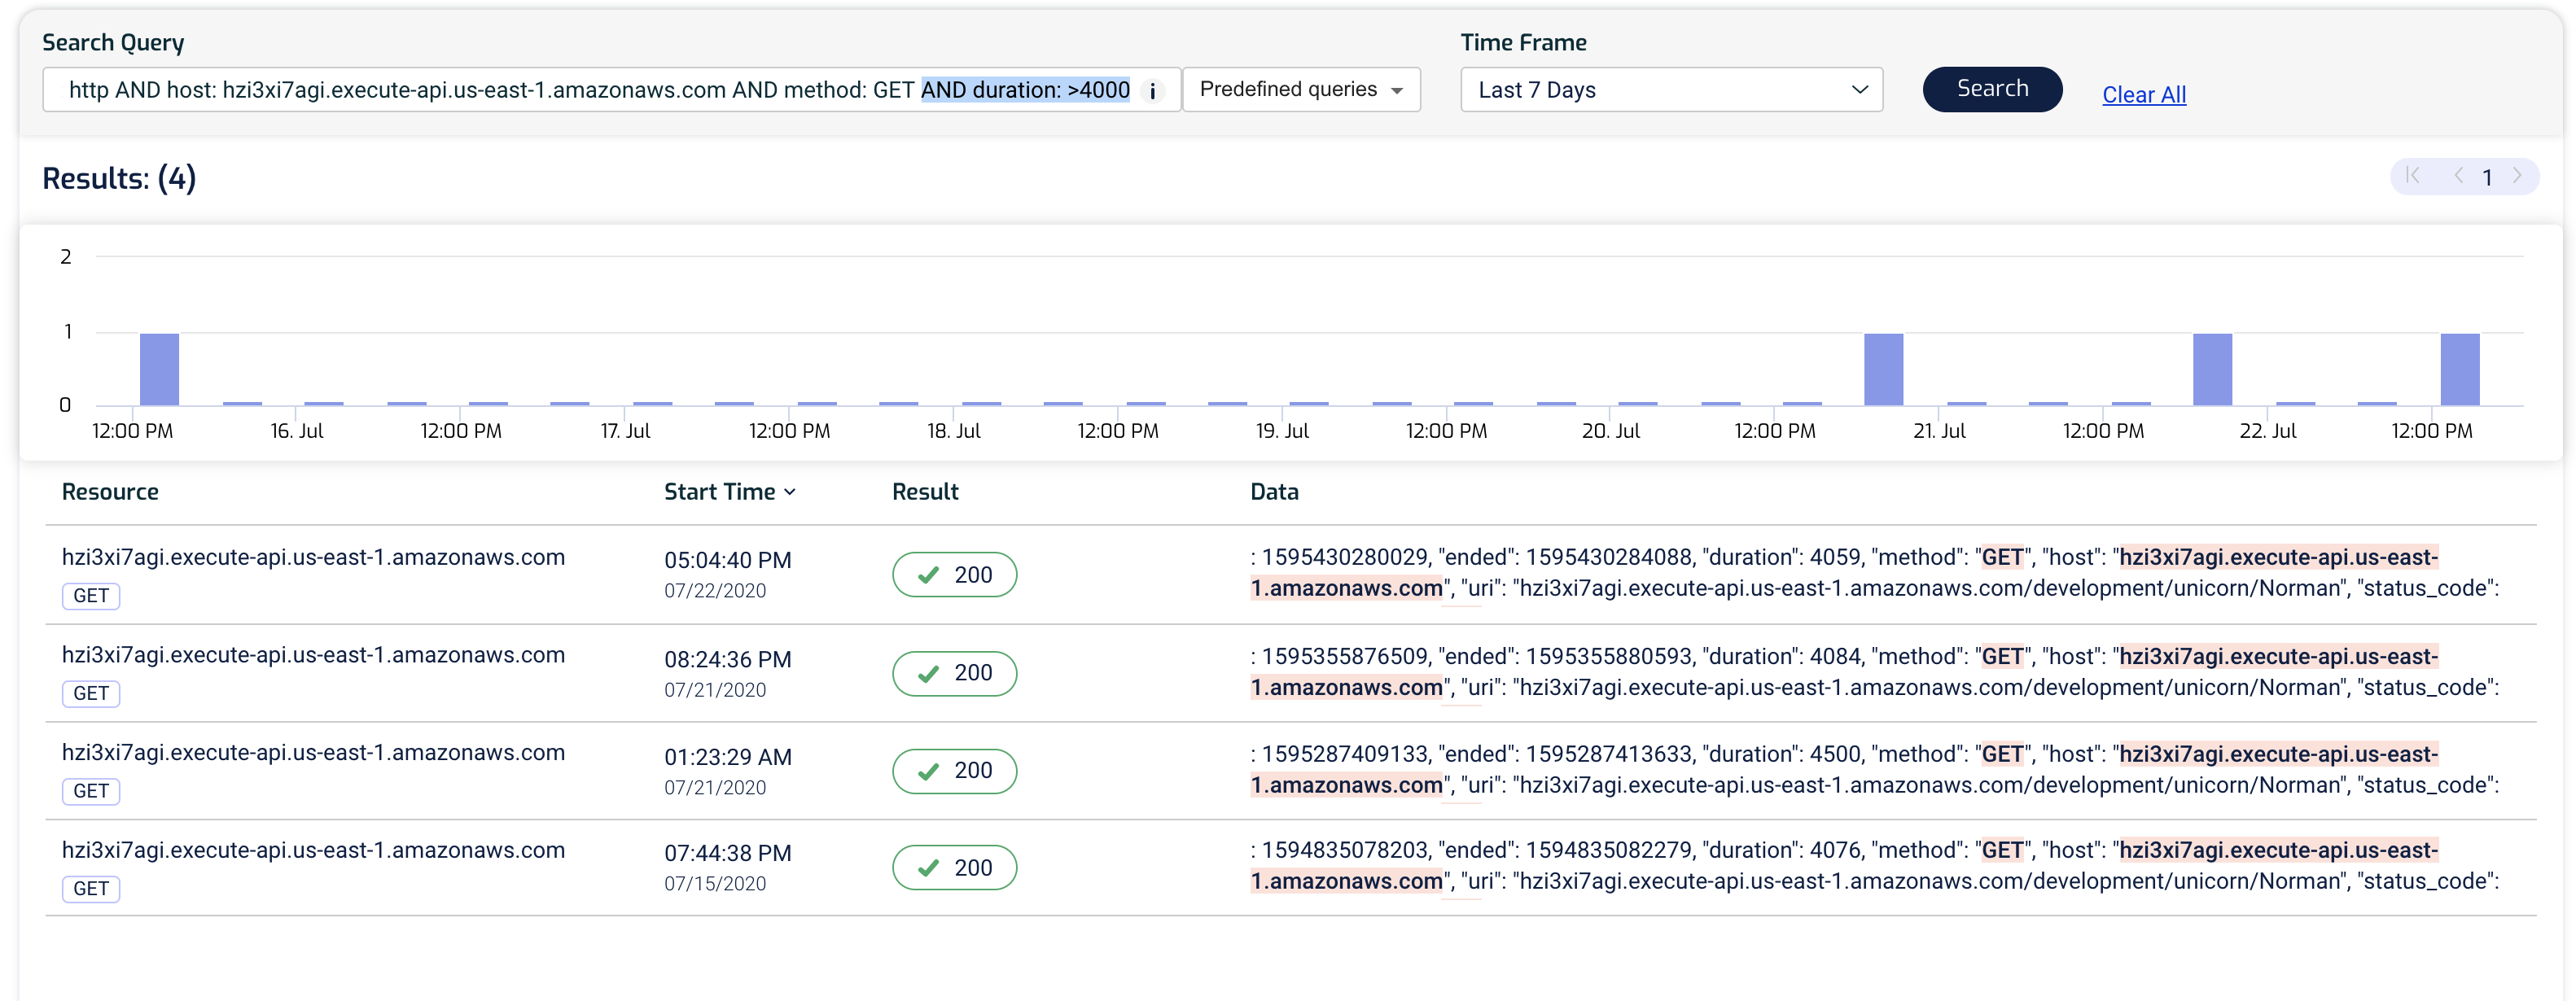 Search Query
Time Frame
http AND host: hzi3xi7agi.execute-api.us-east-1.amazonaws.com AND method: GET AND duration: >4000
i
Predefined queries
Last 7 Days
Search
Clear All
Results: (4)
1
2
1
0
12:00 PM 16. Jul 12:00 PM 17. Jul 12:00 PM 18. Jul 12:00 PM 19. Jul 12:00 PM 20. Jul 12:00 PM 21. Jul 12:00 PM 22. Jul 12:00 PM
Resource Start Time Result Data
hzi3xi7agi.execute-api.us-east-1.amazonaws.com
GET
05:04:40 PM
07/22/2020
200
: 1595430280029, "ended": 1595430284088, "duration": 4059, "method": "GET", "host": "hzi3xi7agi.execute-api.us-east-
1.amazonaws.com", "uri": "hzi3xi7agi.execute-api.us-east-1.amazonaws.com/development/unicorn/Norman", "status_code":
hzi3xi7agi.execute-api.us-east-1.amazonaws.com
GET
08:24:36 PM
07/21/2020
200
: 1595355876509, "ended": 1595355880593, "duration": 4084, "method": "GET", "host": "hzi3xi7agi.execute-api.us-east-
1.amazonaws.com", "uri": "hzi3xi7agi.execute-api.us-east-1.amazonaws.com/development/unicorn/Norman", "status_code":
hzi3xi7agi.execute-api.us-east-1.amazonaws.com
GET
01:23:29 AM
07/21/2020
200
: 1595287409133, "ended": 1595287413633, "duration": 4500, "method": "GET", "host": "hzi3xi7agi.execute-api.us-east-
1.amazonaws.com", "uri": "hzi3xi7agi.execute-api.us-east-1.amazonaws.com/development/unicorn/Norman", "status_code":
hzi3xi7agi.execute-api.us-east-1.amazonaws.com
GET
07:44:38 PM
07/15/2020
200
: 1594835078203, "ended": 1594835082279, "duration": 4076, "method": "GET", "host": "hzi3xi7agi.execute-api.us-east-
1.amazonaws.com", "uri": "hzi3xi7agi.execute-api.us-east-1.amazonaws.com/development/unicorn/Norman", "status_code":